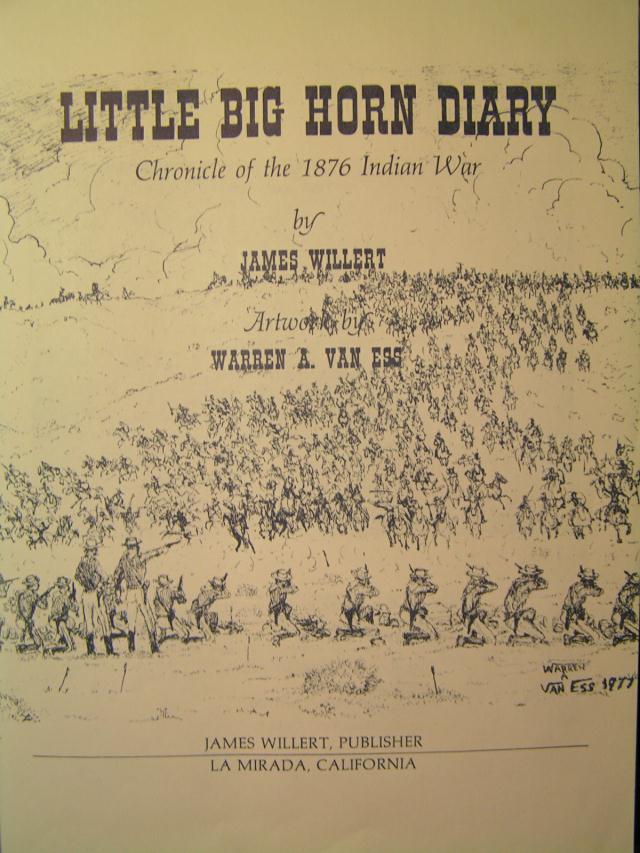 LITTLE BIG HORN DIARY
Chronicle of the 1876 Indian War
by
JAMES WILLERT
Artwork by
WARREN A. VAN ESS
WARREN
A
VAN ESS 1977
JAMES WILLERT, PUBLISHER
LA MIRADA, CALIFORNIA